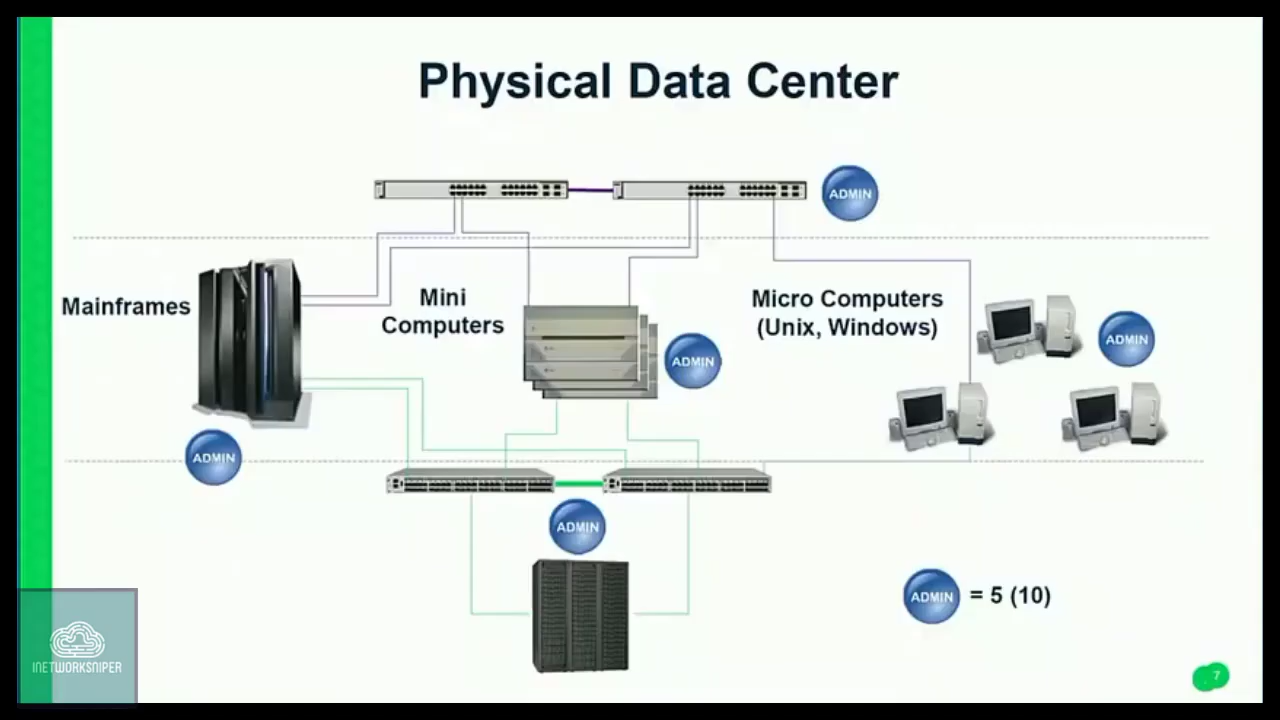 Physical Data Center
ADMIN
Mainframes
Mini
Computers
Micro Computers
(Unix, Windows)
ADMIN
ADMIN
ADMIN
ADMIN
ADMIN = 5 (10)
INETWORKSNIPER
7